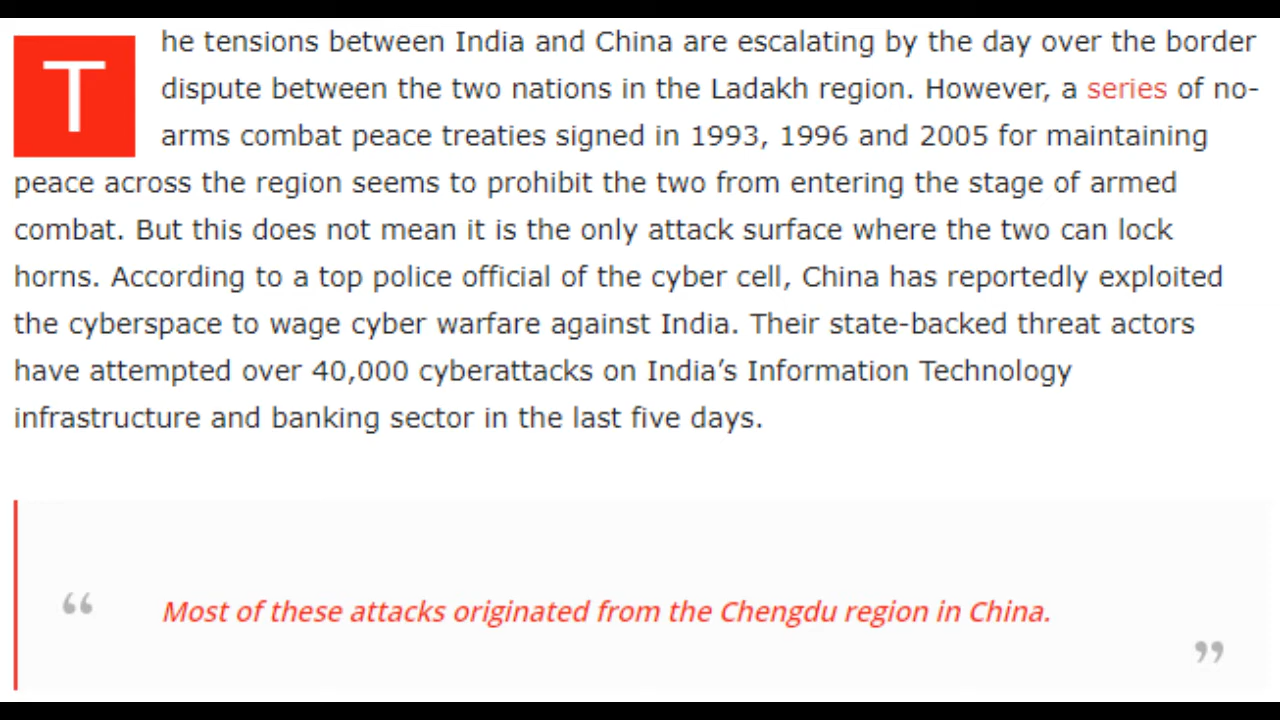 The tensions between India and China are escalating by the day over the border
dispute between the two nations in the Ladakh region. However, a series of no-
arms combat peace treaties signed in 1993, 1996 and 2005 for maintaining
peace across the region seems to prohibit the two from entering the stage of armed
combat. But this does not mean it is the only attack surface where the two can lock
horns. According to a top police official of the cyber cell, China has reportedly exploited
the cyberspace to wage cyber warfare against India. Their state-backed threat actors
have attempted over 40,000 cyberattacks on India’s Information Technology
infrastructure and banking sector in the last five days.
“ Most of these attacks originated from the Chengdu region in China. ”